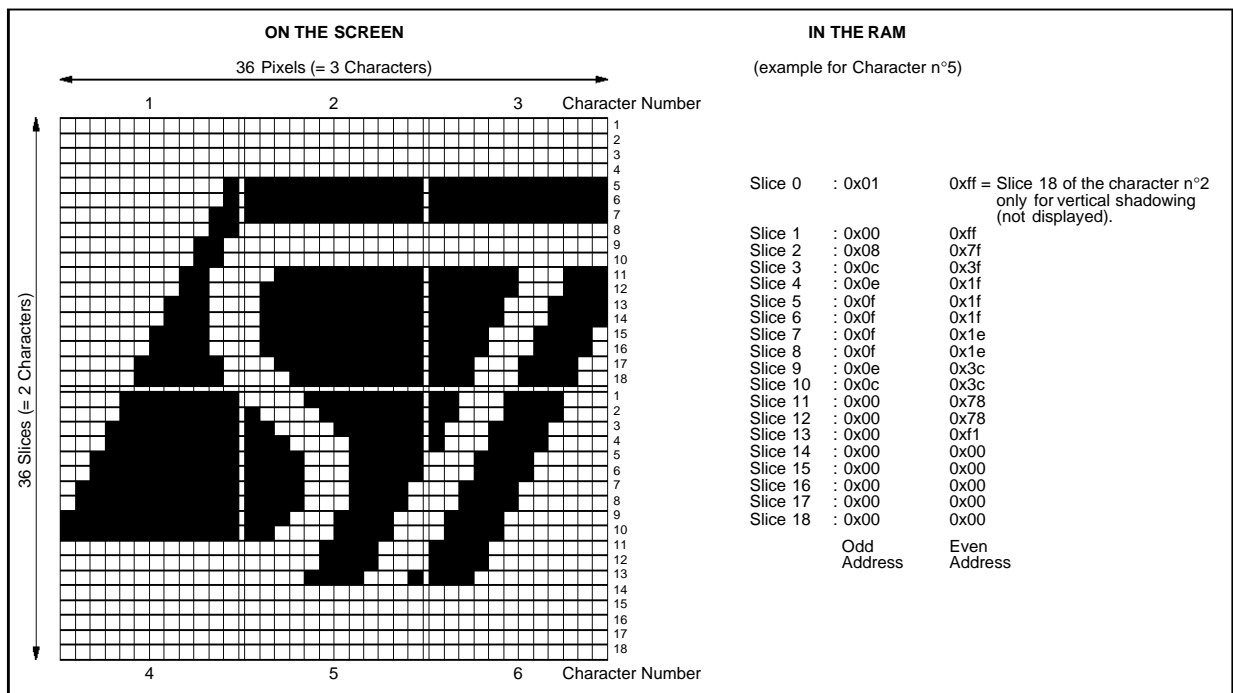 ON THE SCREEN
36 Pixels (= 3 Characters)
1 2 3 Character Number
36 Slices (= 2 Characters)
1
2
3
4
5
6
7
8
9
10
11
12
13
14
15
16
17
18
1
2
3
4
5
6
7
8
9
10
11
12
13
14
15
16
17
18
4 5 6 Character Number
IN THE RAM
(example for Character n°5)
Slice 0 : 0x01 0xff = Slice 18 of the character n°2
only for vertical shadowing
(not displayed).
Slice 1 : 0x00 0xff
Slice 2 : 0x08 0x7f
Slice 3 : 0x0c 0x3f
Slice 4 : 0x0e 0x1f
Slice 5 : 0x0f 0x1f
Slice 6 : 0x0f 0x1f
Slice 7 : 0x0f 0x1e
Slice 8 : 0x0f 0x1e
Slice 9 : 0x0e 0x3c
Slice 10 : 0x0c 0x3c
Slice 11 : 0x00 0x78
Slice 12 : 0x00 0x78
Slice 13 : 0x00 0xf1
Slice 14 : 0x00 0x00
Slice 15 : 0x00 0x00
Slice 16 : 0x00 0x00
Slice 17 : 0x00 0x00
Slice 18 : 0x00 0x00
Odd Even
Address Address